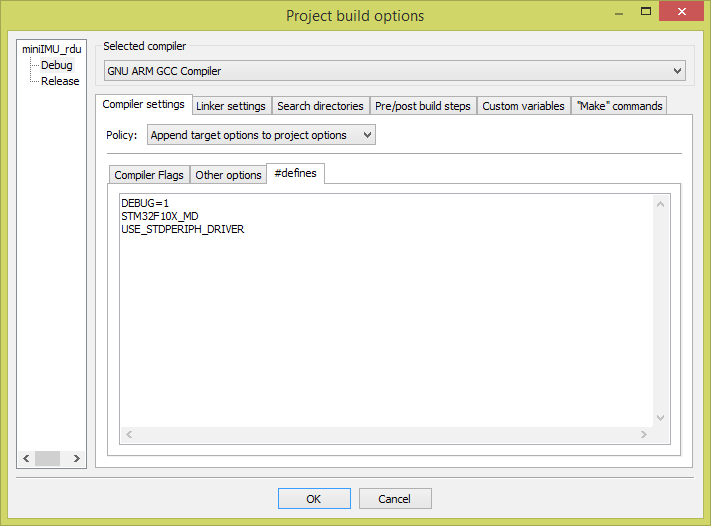 Project build options
miniIMU_rdu
Debug
Release
Selected compiler
GNU ARM GCC Compiler
Compiler settings
Linker settings
Search directories
Pre/post build steps
Custom variables
"Make" commands
Policy:
Append target options to project options
Compiler Flags
Other options
#defines
DEBUG=1
STM32F10X_MD
USE_STDPERIPH_DRIVER
OK
Cancel